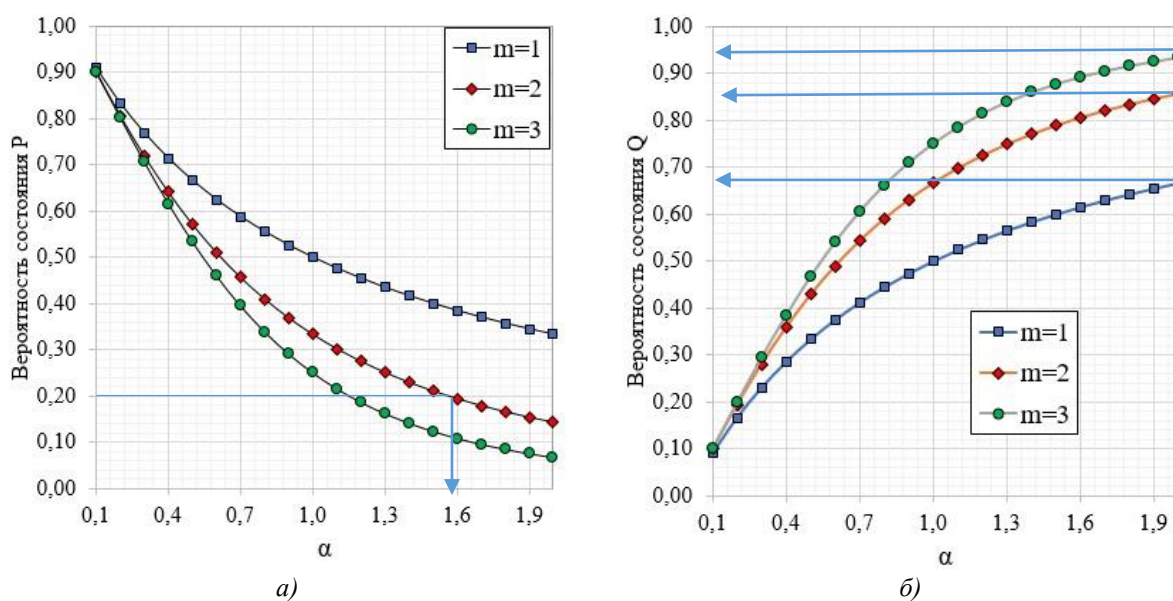 1,00
0,90
0,80
0,70
0,60
0,50
0,40
0,30
0,20
0,10
0,00
Вероятность состояния P
m=1
m=2
m=3
0,1 0,4 0,7 1,0 1,3 1,6 1,9
α
а)
1,00
0,90
0,80
0,70
0,60
0,50
0,40
0,30
0,20
0,10
0,00
Вероятность состояния Q
m=1
m=2
m=3
0,1 0,4 0,7 1,0 1,3 1,6 1,9
α
б)